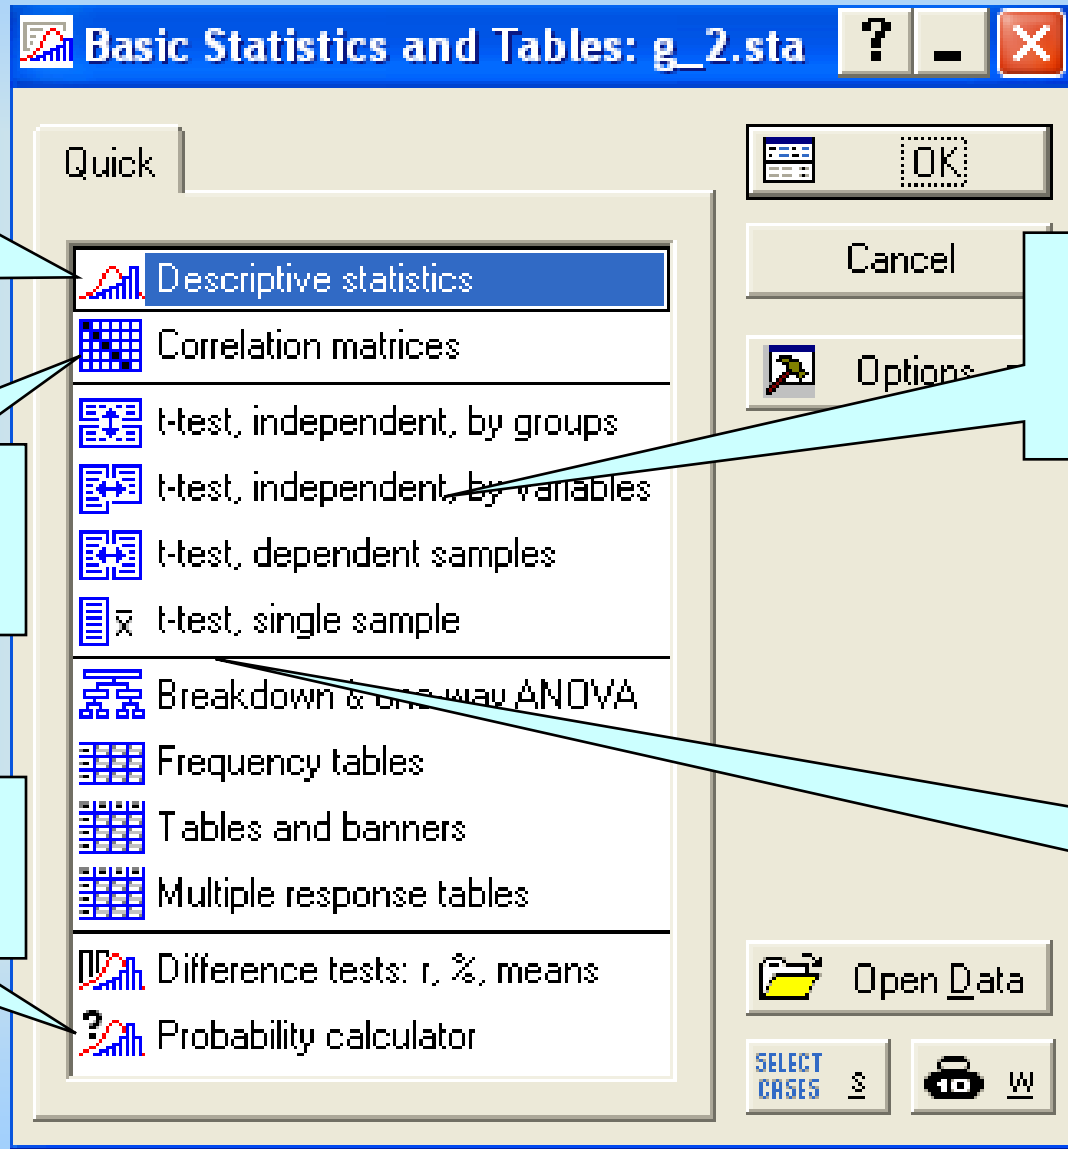 Basic Statistics and Tables: g_2.sta
Quick
OK
Cancel
Options
Descriptive statistics
Correlation matrices
t-test, independent, by groups
t-test, independent, by variables
t-test, dependent samples
t-test, single sample
Breakdown & one-way ANOVA
Frequency tables
Tables and banners
Multiple response tables
Difference tests: r, %, means
Probability calculator
Open Data
SELECT
CASES S
10 W